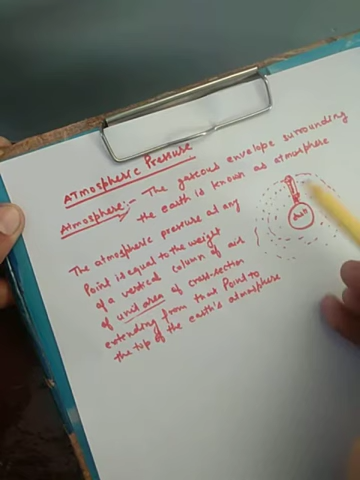 Atmospheric Pressure
Atmosphere:- The gaseous envelope surrounding
the earth is known as atmosphere
The atmospheric pressure at any
Point is equal to the weight
of a vertical column of air
of unit area of cross-section
extending from that Point to
the top of the earth's atmosphere